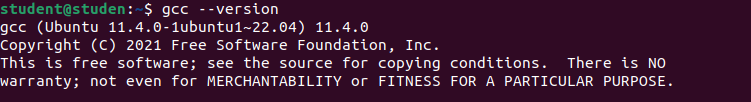 student@studen:~$ gcc --version
gcc (Ubuntu 11.4.0-1ubuntu1~22.04) 11.4.0
Copyright (C) 2021 Free Software Foundation, Inc.
This is free software; see the source for copying conditions.  There is NO
warranty; not even for MERCHANTABILITY or FITNESS FOR A PARTICULAR PURPOSE.